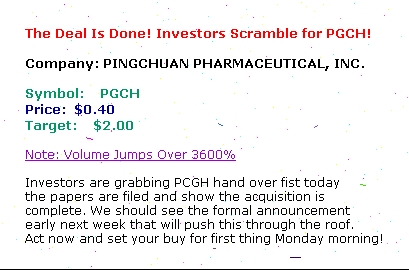 The Deal Is Done! Investors Scramble for PGCH!
Company: PINGCHUAN PHARMACEUTICAL, INC.
Symbol: PGCH
Price: $0.40
Target: $2.00
Note: Volume Jumps Over 3600%
Investors are grabbing PCGH hand over fist today
the papers are filed and show the acquisition is
complete. We should see the formal announcement
early next week that will push this through the roof.
Act now and set your buy for first thing Monday morning!